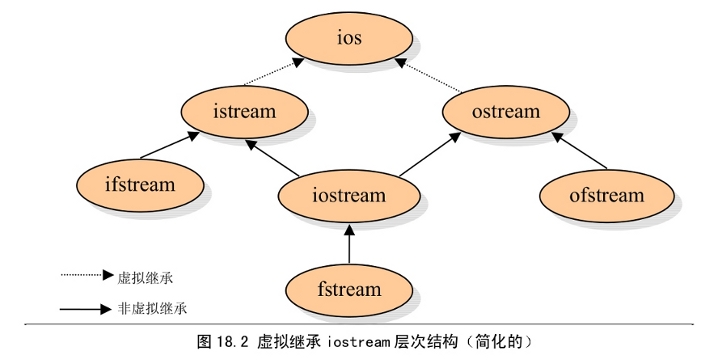 ios
istream
ostream
ifstream
iostream
ofstream
fstream
虚拟继承
非虚拟继承
图 18.2 虚拟继承 iostream 层次结构（简化的）